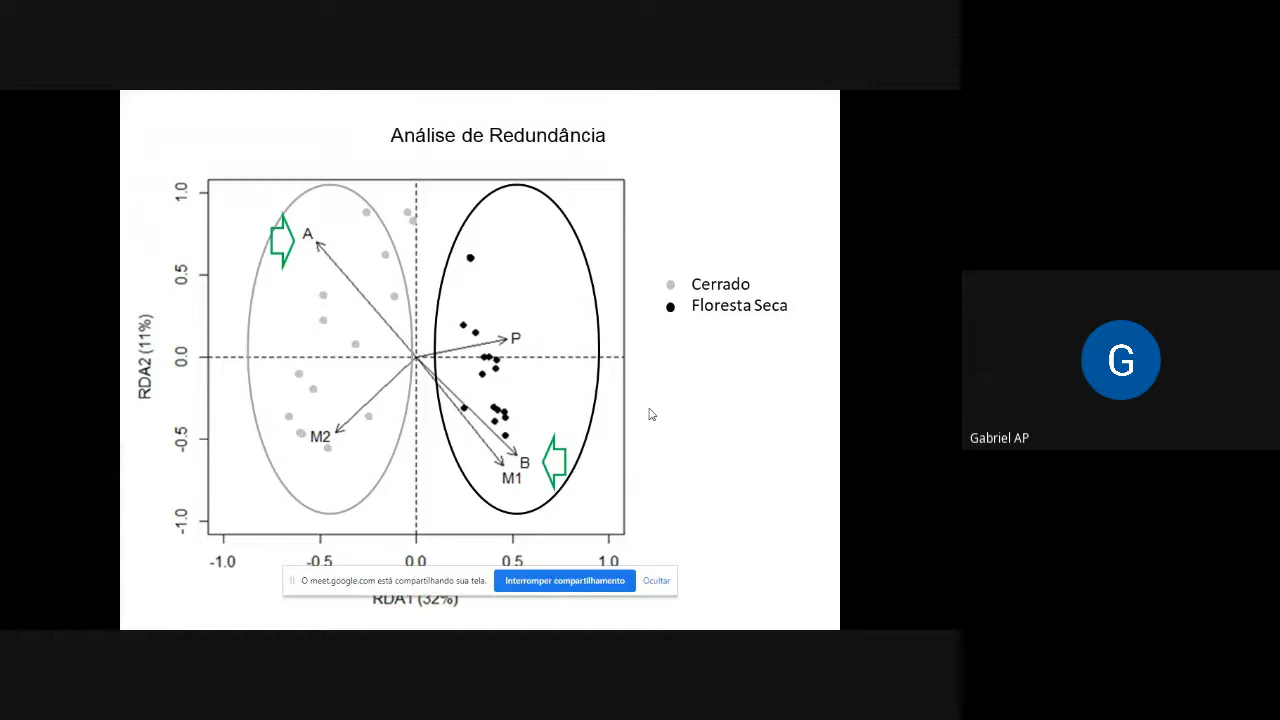 Análise de Redundância
1.0
0.5
0.0
-0.5
-1.0
RDA2 (11%)
A
P
M2
B
M1
Cerrado
Floresta Seca
-1.0 -0.5 0.0 0.5 1.0
O meet.google.com está compartilhando sua tela. Interromper compartilhamento Ocultar
RDA1 (32%)
G
Gabriel AP